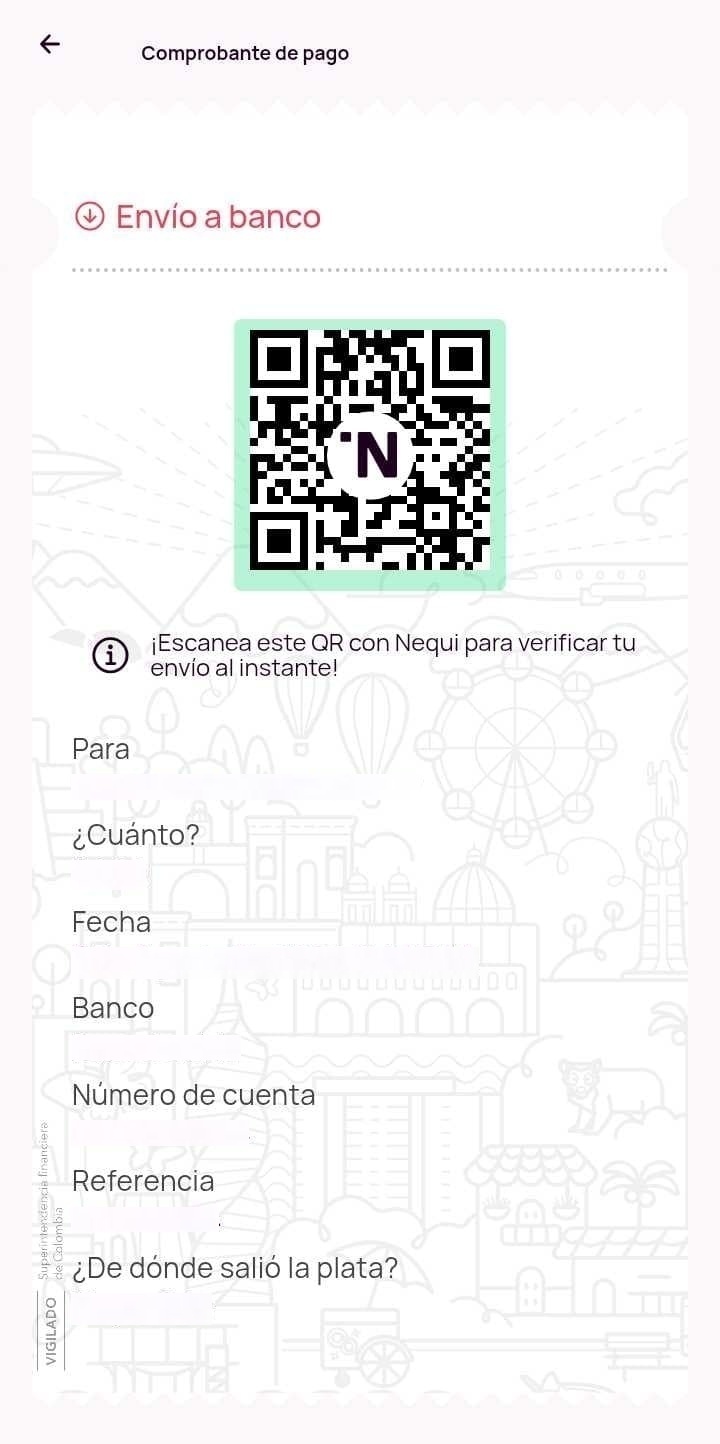 Comprobante de pago
Envío a banco
N
¡Escanea este QR con Nequi para verificar tu
envío al instante!
Para
¿Cuánto?
Fecha
Banco
Número de cuenta
Referencia
¿De dónde salió la plata?
VIGILADO
Superintendencia financiera
de Colombia